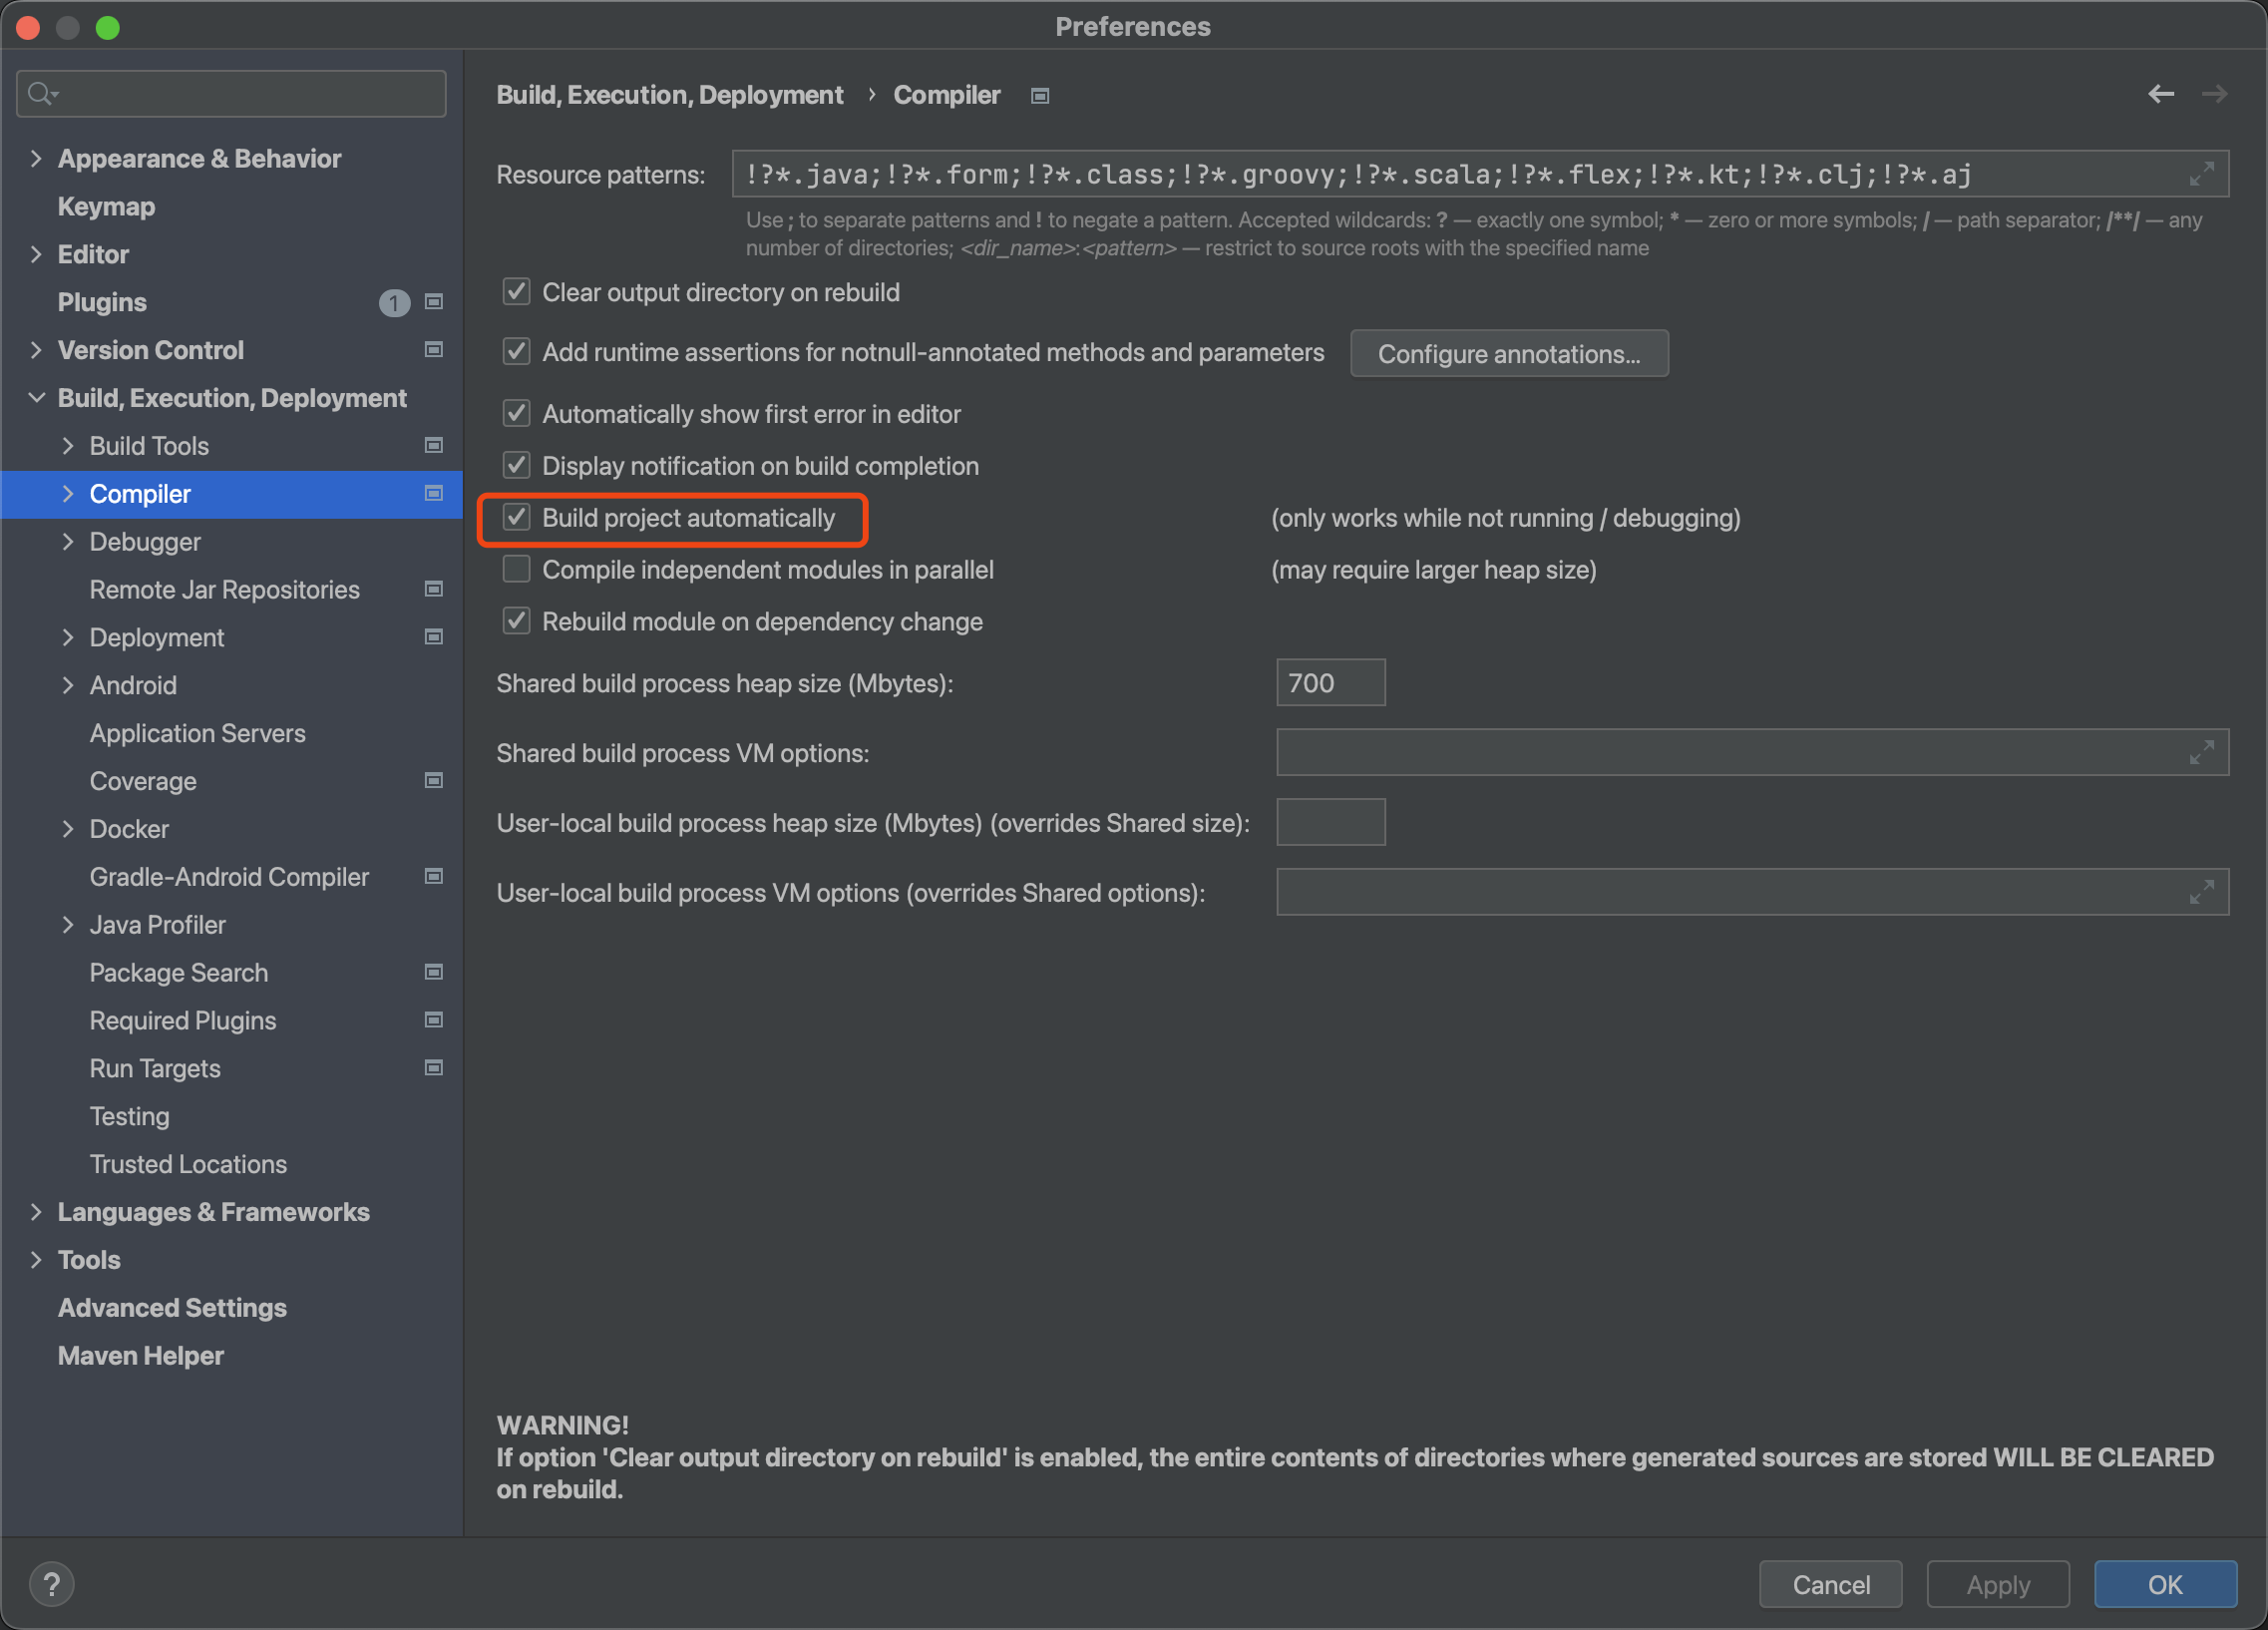 Preferences
Build, Execution, Deployment › Compiler
Appearance & Behavior
Keymap
Editor
Plugins 1
Version Control
Build, Execution, Deployment
Build Tools
Compiler
Debugger
Remote Jar Repositories
Deployment
Android
Application Servers
Coverage
Docker
Gradle-Android Compiler
Java Profiler
Package Search
Required Plugins
Run Targets
Testing
Trusted Locations
Languages & Frameworks
Tools
Advanced Settings
Maven Helper
Resource patterns: !?*.java;!?*.form;!?*.class;!?*.groovy;!?*.scala;!?*.flex;!?*.kt;!?*.clj;!?*.aj
Use ; to separate patterns and ! to negate a pattern. Accepted wildcards: ? — exactly one symbol; * — zero or more symbols; / — path separator; /**/ — any
number of directories; <dir_name>:<pattern> — restrict to source roots with the specified name
Clear output directory on rebuild
Add runtime assertions for notnull-annotated methods and parameters Configure annotations...
Automatically show first error in editor
Display notification on build completion
Build project automatically (only works while not running / debugging)
Compile independent modules in parallel (may require larger heap size)
Rebuild module on dependency change
Shared build process heap size (Mbytes): 700
Shared build process VM options:
User-local build process heap size (Mbytes) (overrides Shared size):
User-local build process VM options (overrides Shared options):
WARNING!
If option 'Clear output directory on rebuild' is enabled, the entire contents of directories where generated sources are stored WILL BE CLEARED
on rebuild.
? Cancel Apply OK